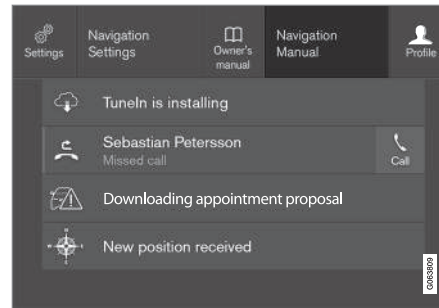 Settings
Navigation
Settings
Owner's
manual
Navigation
Manual
Profile
TuneIn is installing
Sebastian Petersson
Missed call
Call
Downloading appointment proposal
New position received
G063809